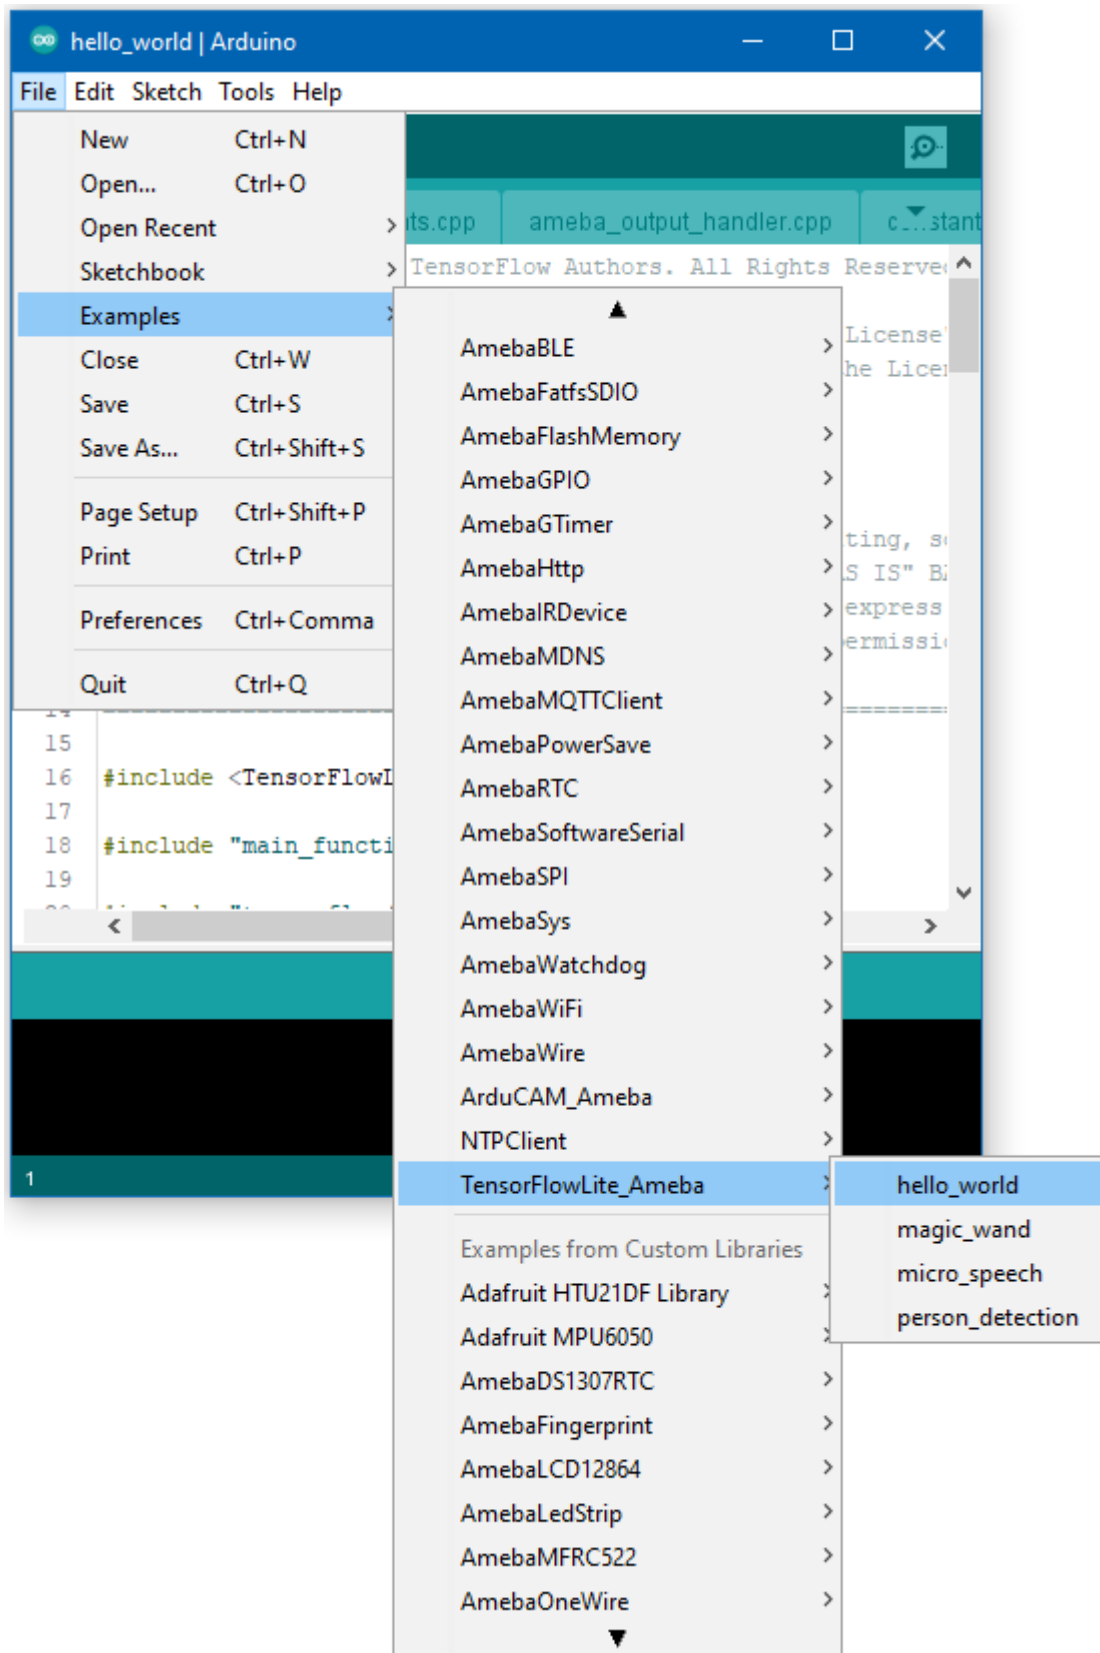 hello_world | Arduino
File Edit Sketch Tools Help
New Ctrl+N
Open... Ctrl+O
Open Recent
Sketchbook
Examples
Close Ctrl+W
Save Ctrl+S
Save As... Ctrl+Shift+S
Page Setup Ctrl+Shift+P
Print Ctrl+P
Preferences Ctrl+Comma
Quit Ctrl+Q
ts.cpp ameba_output_handler.cpp
TensorFlow Authors. All Rights Reserve
License
he Lice
ting, s
S IS" B
express
ermissi
14 ========
15
16 #include <TensorFlowL
17
18 #include "main_functi
19
AmebaBLE
AmebaFatfsSDIO
AmebaFlashMemory
AmebaGPIO
AmebaGTimer
AmebaHttp
AmebaIRDevice
AmebaMDNS
AmebaMQTTClient
AmebaPowerSave
AmebaRTC
AmebaSoftwareSerial
AmebaSPI
AmebaSys
AmebaWatchdog
AmebaWiFi
AmebaWire
ArduCAM_Ameba
NTPClient
TensorFlowLite_Ameba
Examples from Custom Libraries
Adafruit HTU21DF Library
Adafruit MPU6050
AmebaDS1307RTC
AmebaFingerprint
AmebaLCD12864
AmebaLedStrip
AmebaMFRC522
AmebaOneWire
hello_world
magic_wand
micro_speech
person_detection
1